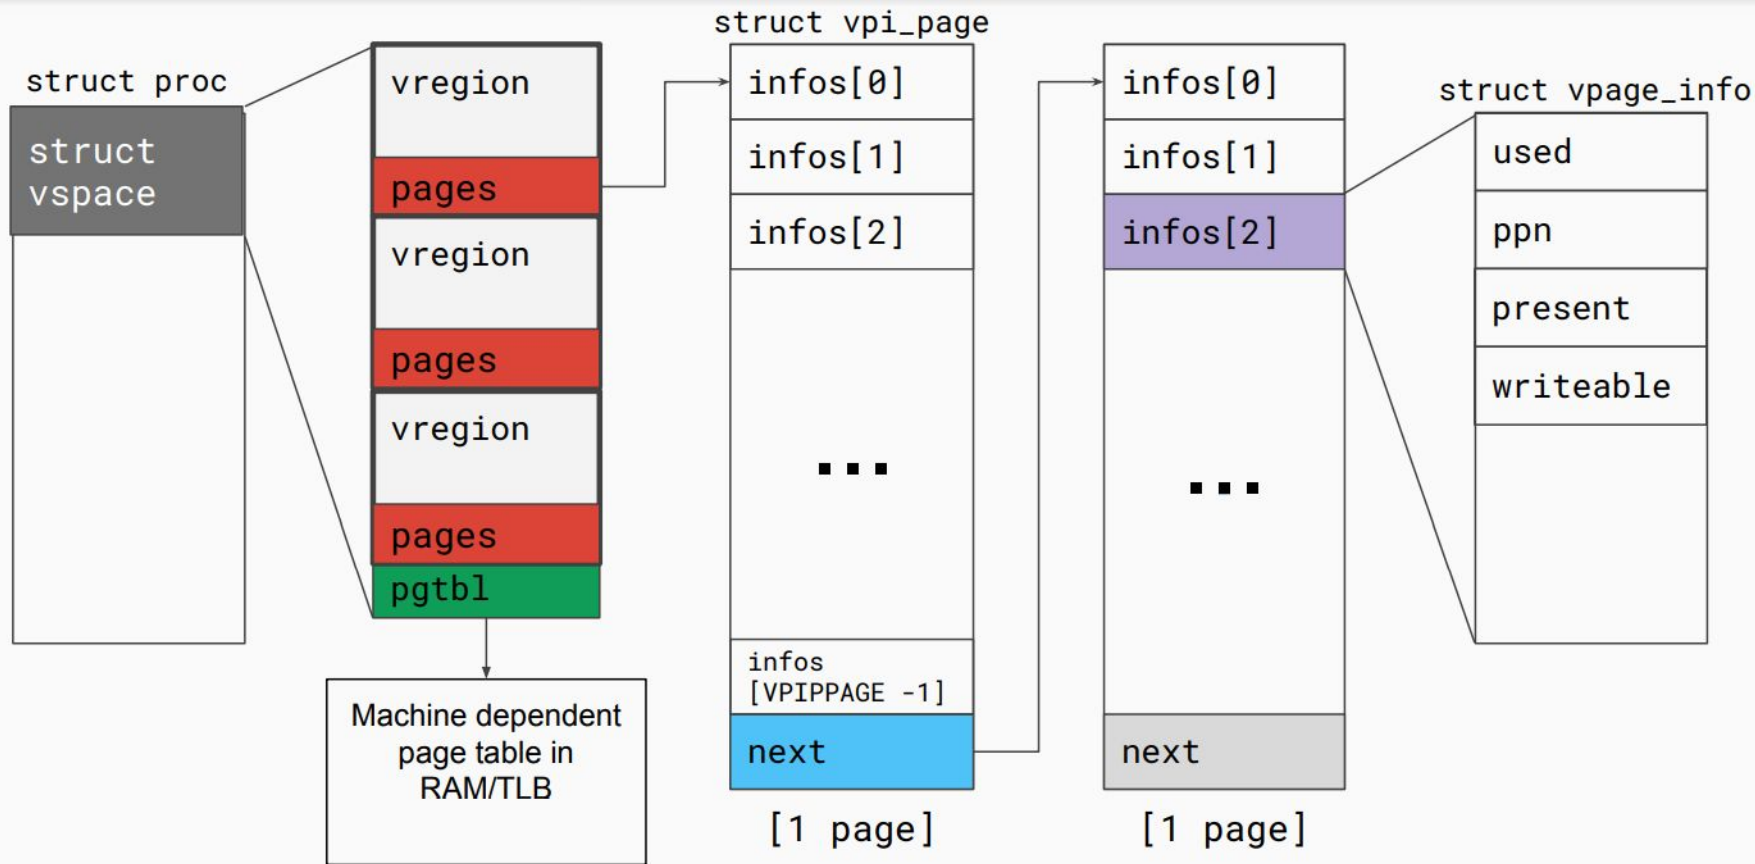 struct proc
struct
vspace
vregion
pages
vregion
pages
vregion
pages
pgtbl
Machine dependent
page table in
RAM/TLB
struct vpi_page
infos[0]
infos[1]
infos[2]
...
infos
[VPIPPAGE -1]
next
[1 page]
infos[0]
infos[1]
infos[2]
...
next
[1 page]
struct vpage_info
used
ppn
present
writeable